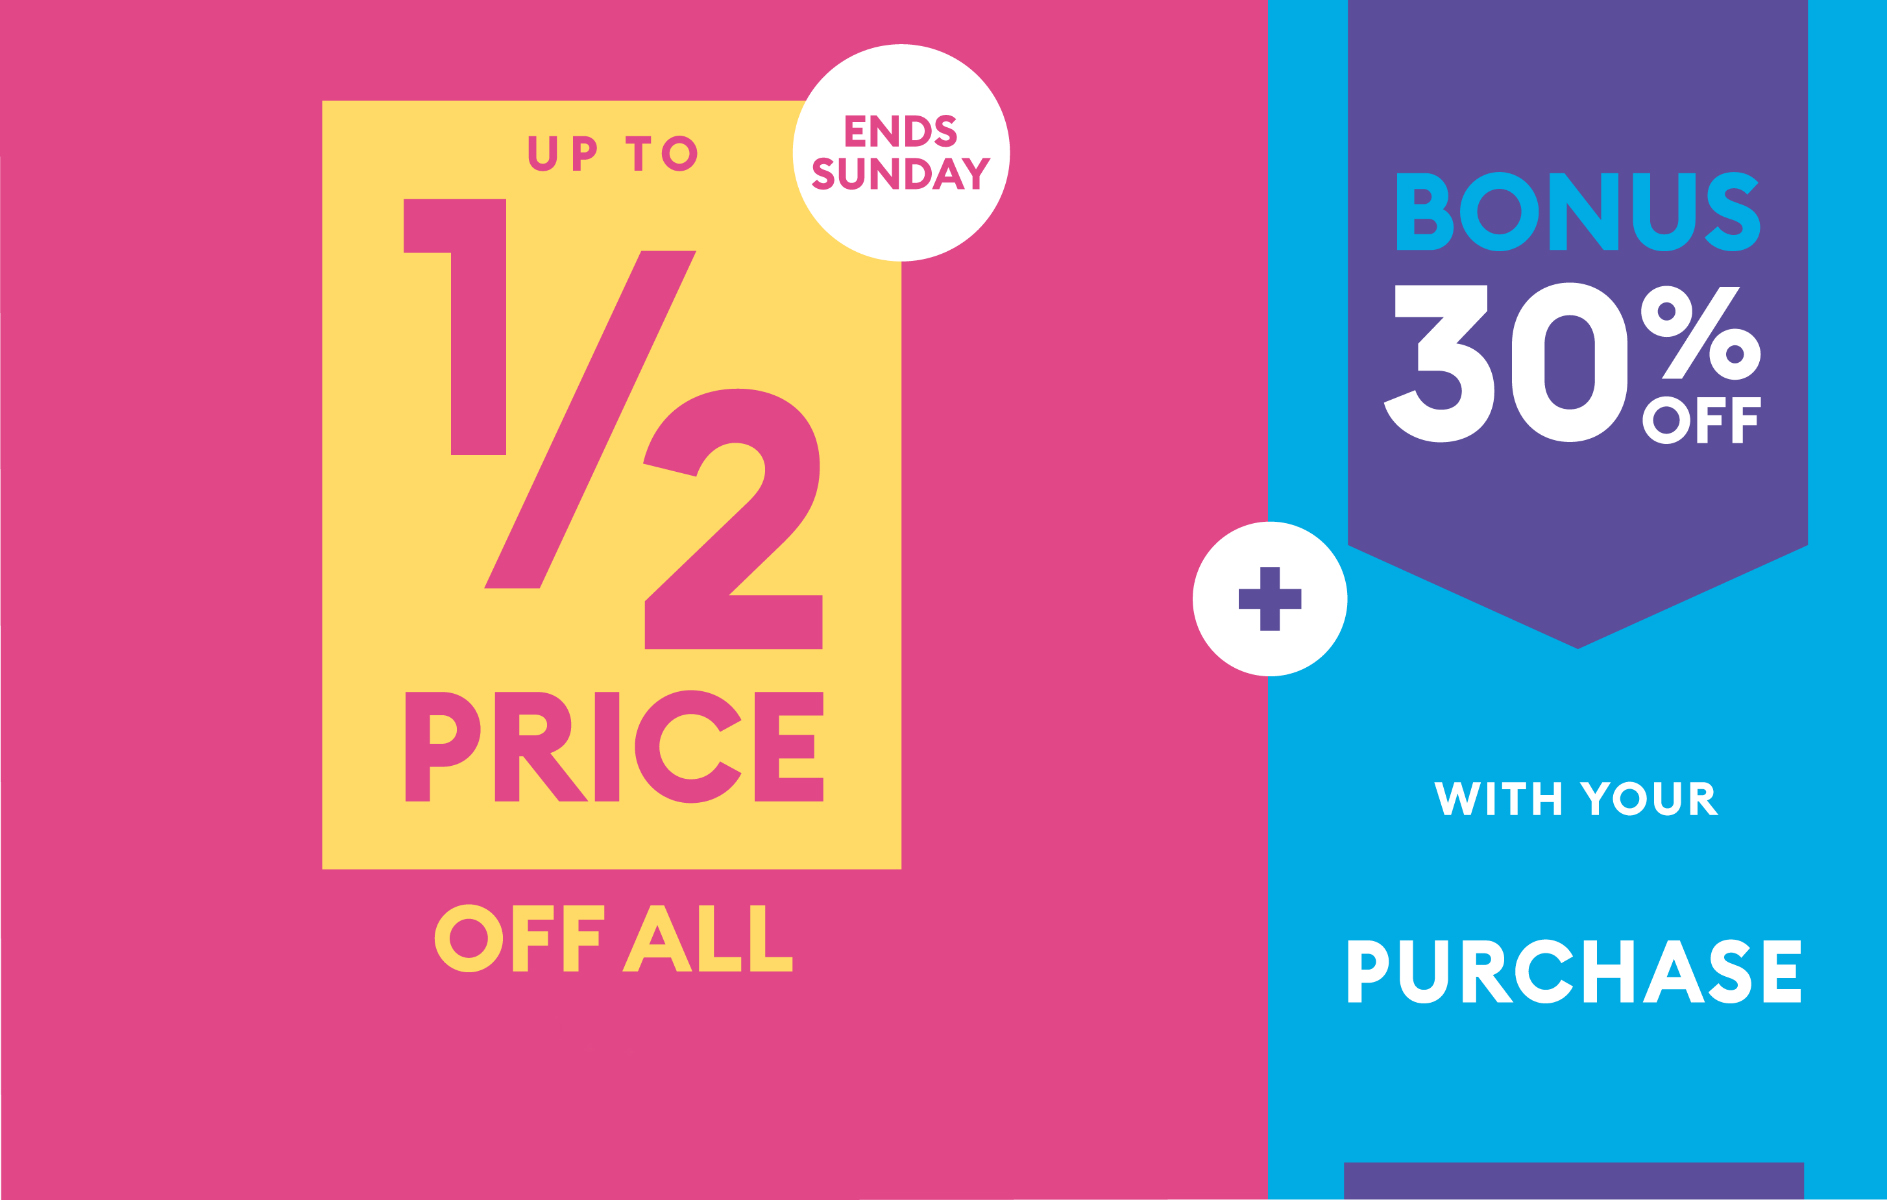 UP TO
1/2
PRICE
ENDS
SUNDAY
OFF ALL
+
BONUS
30%
OFF
WITH YOUR
PURCHASE